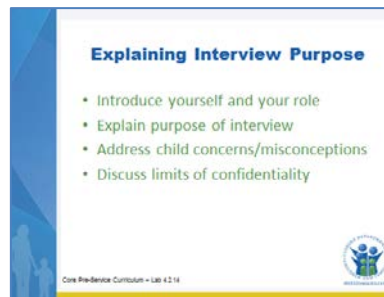 Explaining Interview Purpose
• Introduce yourself and your role
• Explain purpose of interview
• Address child concerns/misconceptions
• Discuss limits of confidentiality
Core Pre-Service Curriculum – Lab 4.2.14